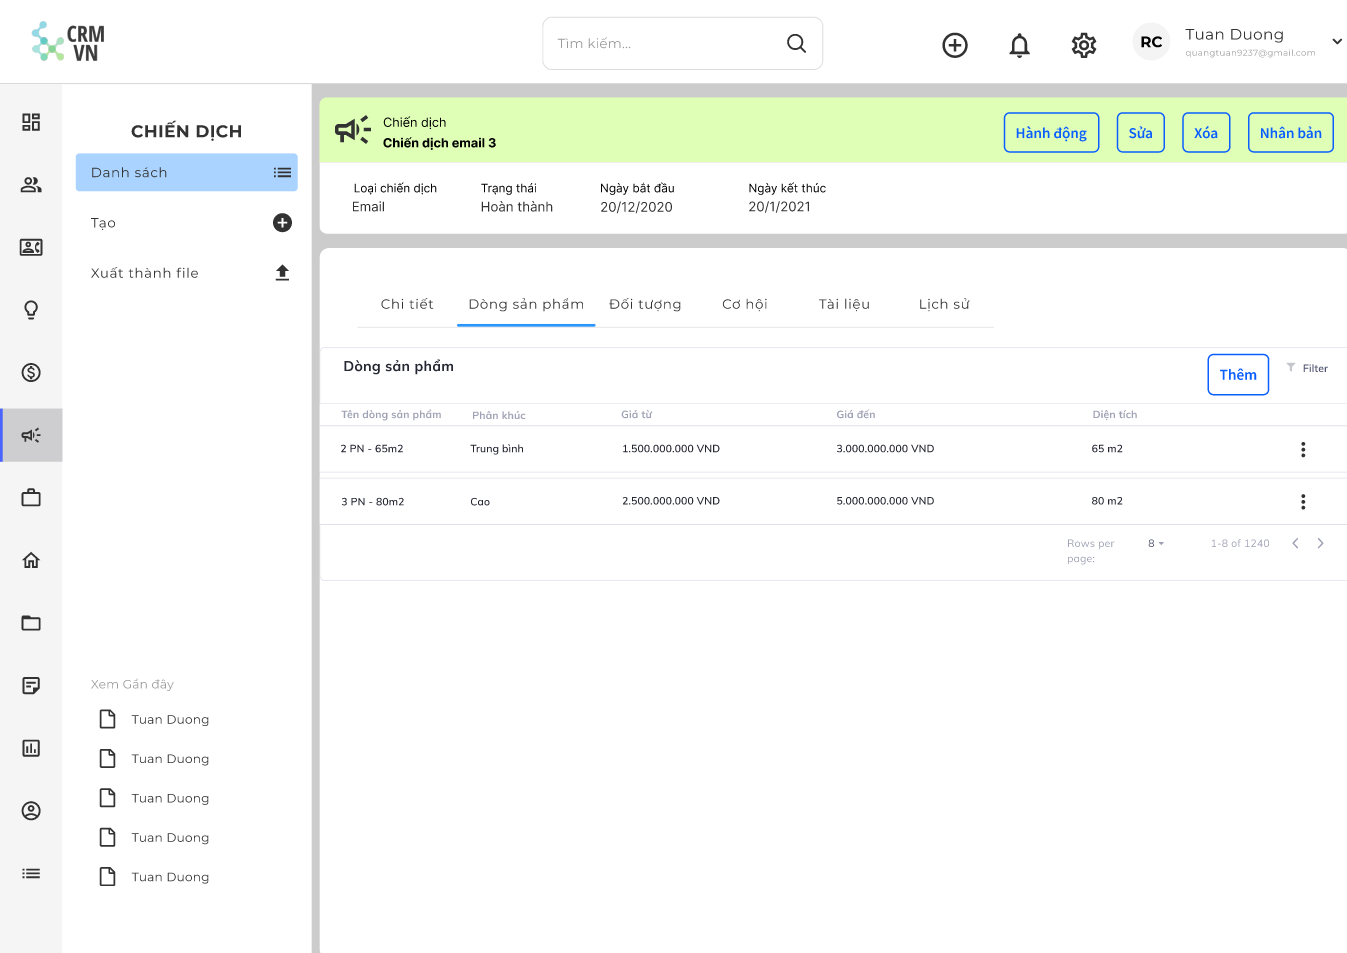 CRM
VN
Tìm kiếm...
RC
Tuan Duong
quangtuan9237@gmail.com
CHIẾN DỊCH
Danh sách
Tạo
Xuất thành file
Xem Gần đây
Tuan Duong
Tuan Duong
Tuan Duong
Tuan Duong
Tuan Duong
Chiến dịch
Chiến dịch email 3
Hành động
Sửa
Xóa
Nhân bản
Loại chiến dịch
Trạng thái
Ngày bắt đầu
Ngày kết thúc
Email
Hoàn thành
20/12/2020
20/1/2021
Chi tiết
Dòng sản phẩm
Đối tượng
Cơ hội
Tài liệu
Lịch sử
Dòng sản phẩm
Thêm
Filter
Tên dòng sản phẩm
Phân khúc
Giá từ
Giá đến
Diện tích
2 PN - 65m2
Trung bình
1.500.000.000 VND
3.000.000.000 VND
65 m2
3 PN - 80m2
Cao
2.500.000.000 VND
5.000.000.000 VND
80 m2
Rows per
page:
8
1-8 of 1240